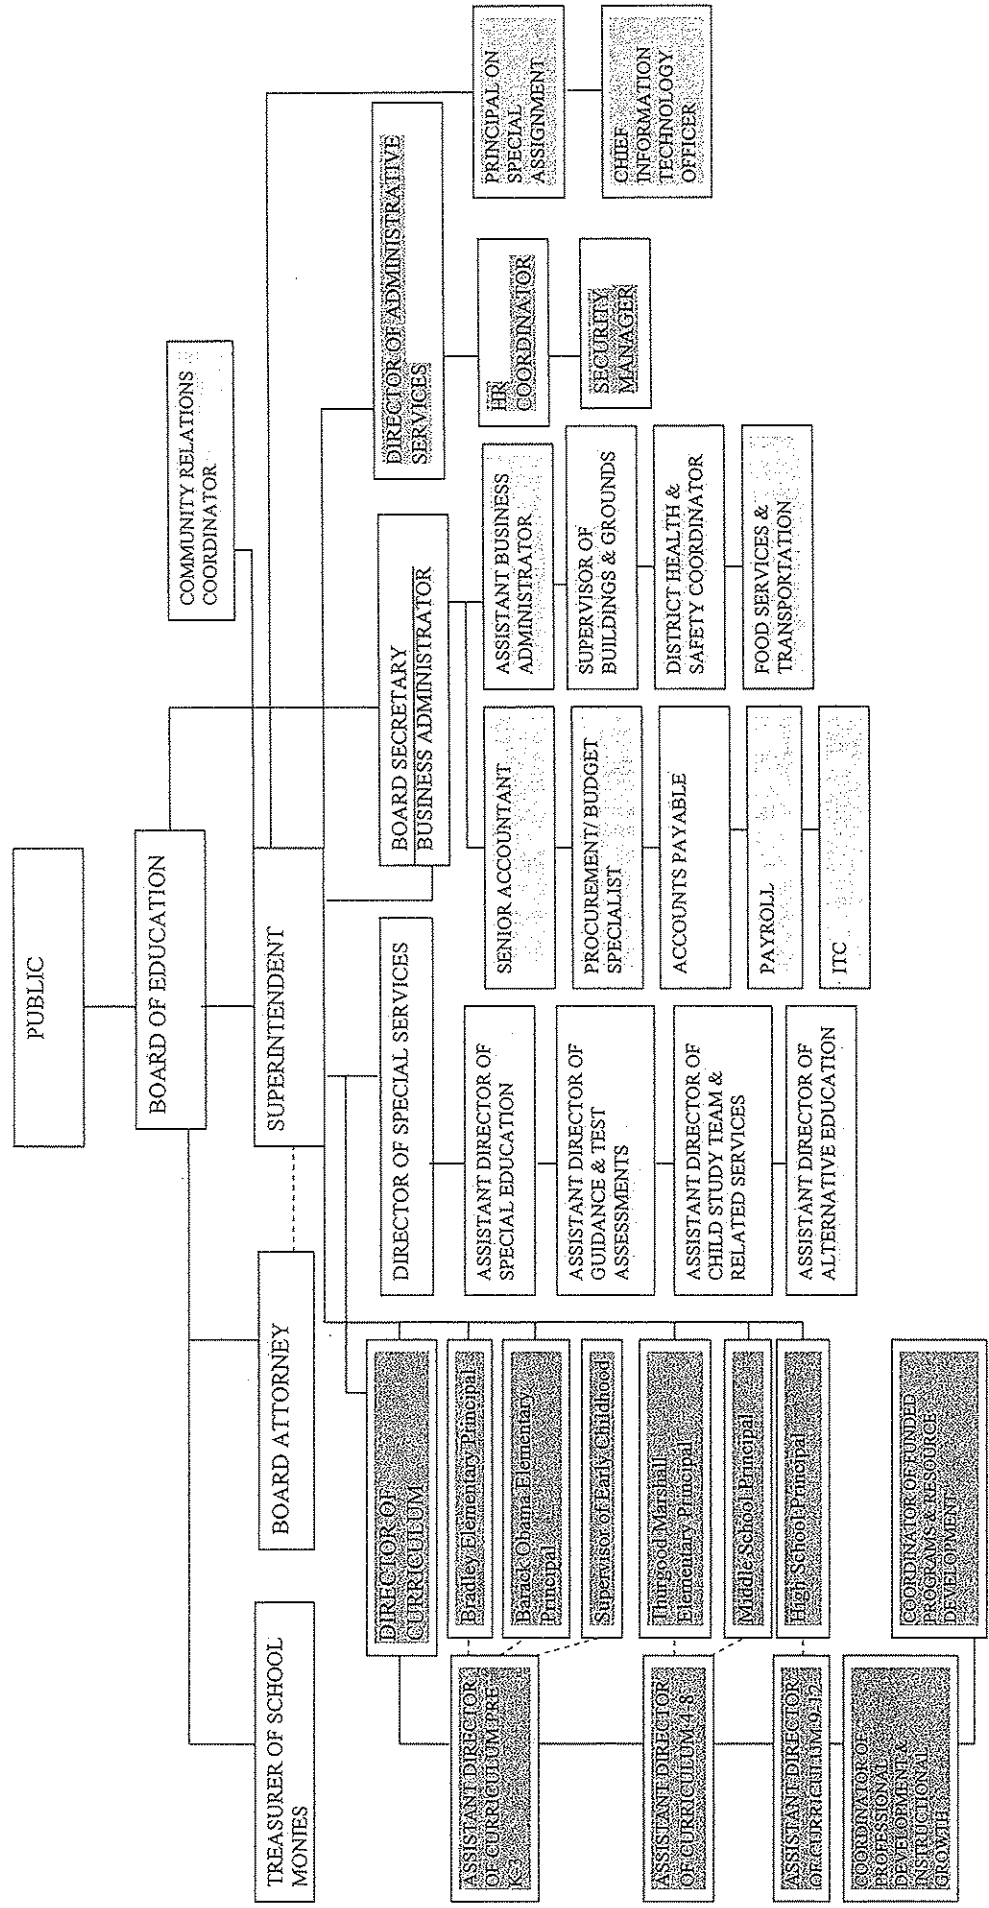 PUBLIC
BOARD OF EDUCATION
SUPERINTENDENT
COMMUNITY RELATIONS
COORDINATOR
TREASURER OF SCHOOL
MONIES
BOARD ATTORNEY
DIRECTOR OF
CURRICULUM
DIRECTOR OF SPECIAL SERVICES
BOARD SECRETARY
BUSINESS ADMINISTRATOR
DIRECTOR OF ADMINISTRATIVE
SERVICES
PRINCIPAL ON
SPECIAL
ASSIGNMENT
CHIEF
INFORMATION
TECHNOLOGY
OFFICER
ASSISTANT DIRECTOR
OF CURRICULUM PRE
K-3
ASSISTANT DIRECTOR
OF CURRICULUM 4-8
ASSISTANT DIRECTOR
OF CURRICULUM 9-12
COORDINATOR OF
PROFESSIONAL
DEVELOPMENT &
INSTRUCTIONAL
GROWTH
Bradley Elementary Principal
Barack Obama Elementary
Principal
Supervisor of Early Childhood
Thurgood Marshall
Elementary Principal
Middle School Principal
High School Principal
COORDINATOR OF FUNDED
PROGRAMS & RESOURCE
DEVELOPMENT
ASSISTANT DIRECTOR OF
SPECIAL EDUCATION
ASSISTANT DIRECTOR OF
GUIDANCE & TEST
ASSESSMENTS
ASSISTANT DIRECTOR OF
CHILD STUDY TEAM &
RELATED SERVICES
ASSISTANT DIRECTOR OF
ALTERNATIVE EDUCATION
SENIOR ACCOUNTANT
PROCUREMENT/BUDGET
SPECIALIST
ACCOUNTS PAYABLE
PAYROLL
ITC
ASSISTANT BUSINESS
ADMINISTRATOR
SUPERVISOR OF
BUILDINGS & GROUNDS
DISTRICT HEALTH &
SAFETY COORDINATOR
FOOD SERVICES &
TRANSPORTATION
HR
COORDINATOR
SECURITY
MANAGER